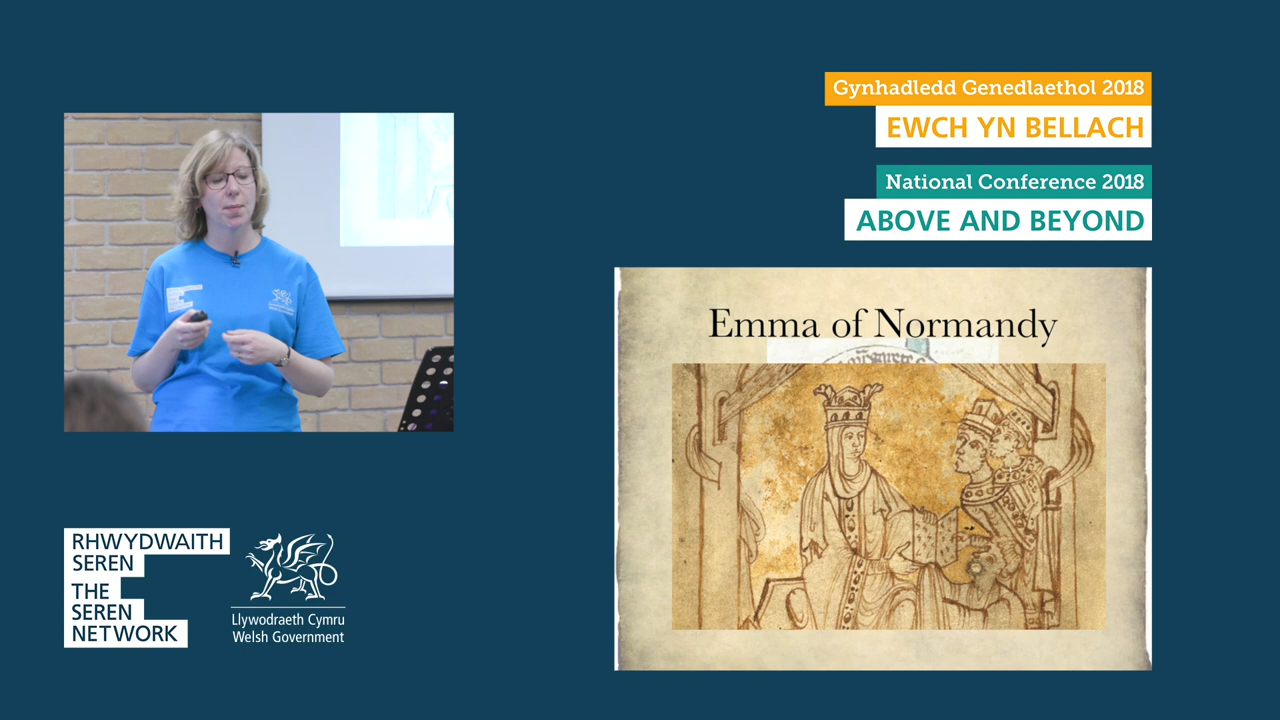 Gynhadledd Genedlaethol 2018
EWCH YN BELLACH
National Conference 2018
ABOVE AND BEYOND
Emma of Normandy
RHWYDWAITH
SEREN
THE
SEREN
NETWORK
Llywodraeth Cymru
Welsh Government